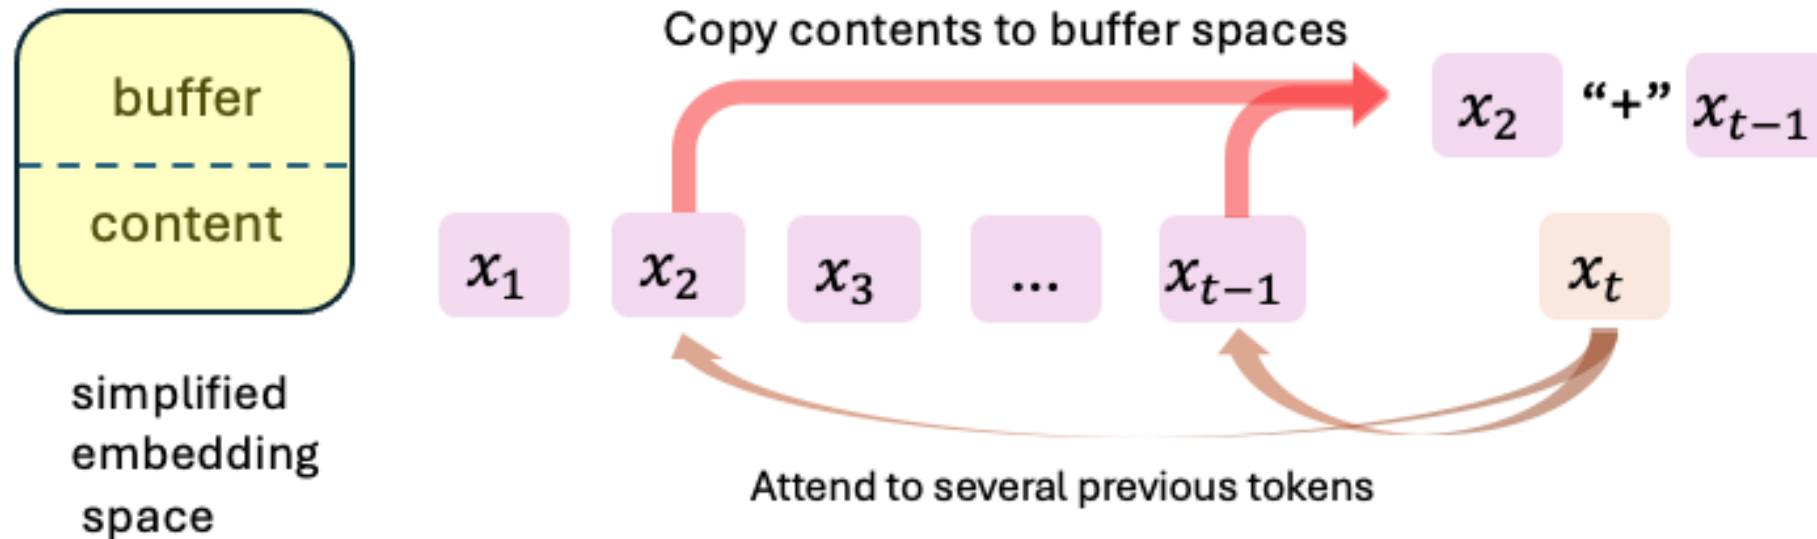 buffer
content
simplified
embedding
space
Copy contents to buffer spaces
x₂ “+” xₜ₋₁
x₁ x₂ x₃ ... xₜ₋₁ xₜ
Attend to several previous tokens